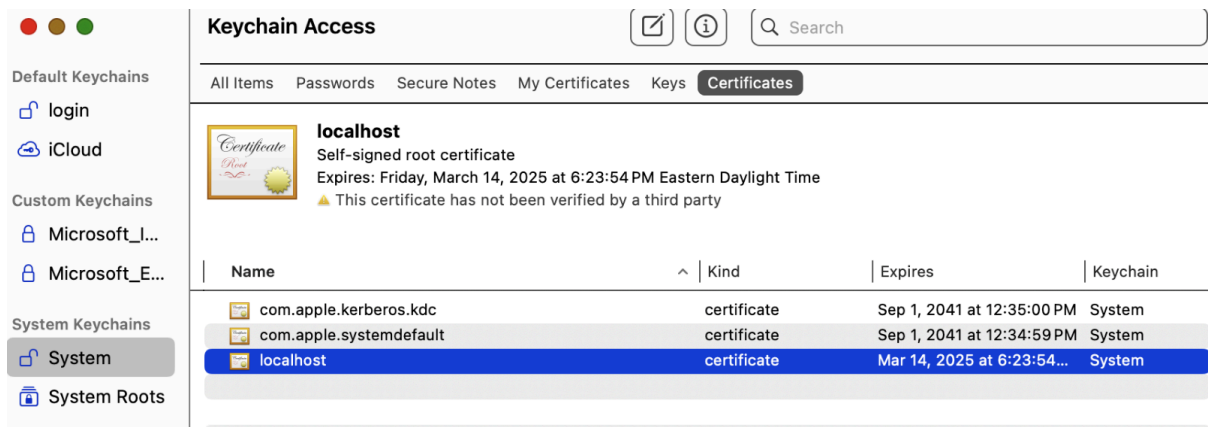 Keychain Access
Search
Default Keychains
login
iCloud
Custom Keychains
Microsoft_I...
Microsoft_E...
System Keychains
System
System Roots
All Items Passwords Secure Notes My Certificates Keys Certificates
Certificate
Root
localhost
Self-signed root certificate
Expires: Friday, March 14, 2025 at 6:23:54 PM Eastern Daylight Time
This certificate has not been verified by a third party
Name Kind Expires Keychain
com.apple.kerberos.kdc certificate Sep 1, 2041 at 12:35:00 PM System
com.apple.systemdefault certificate Sep 1, 2041 at 12:34:59 PM System
localhost certificate Mar 14, 2025 at 6:23:54... System